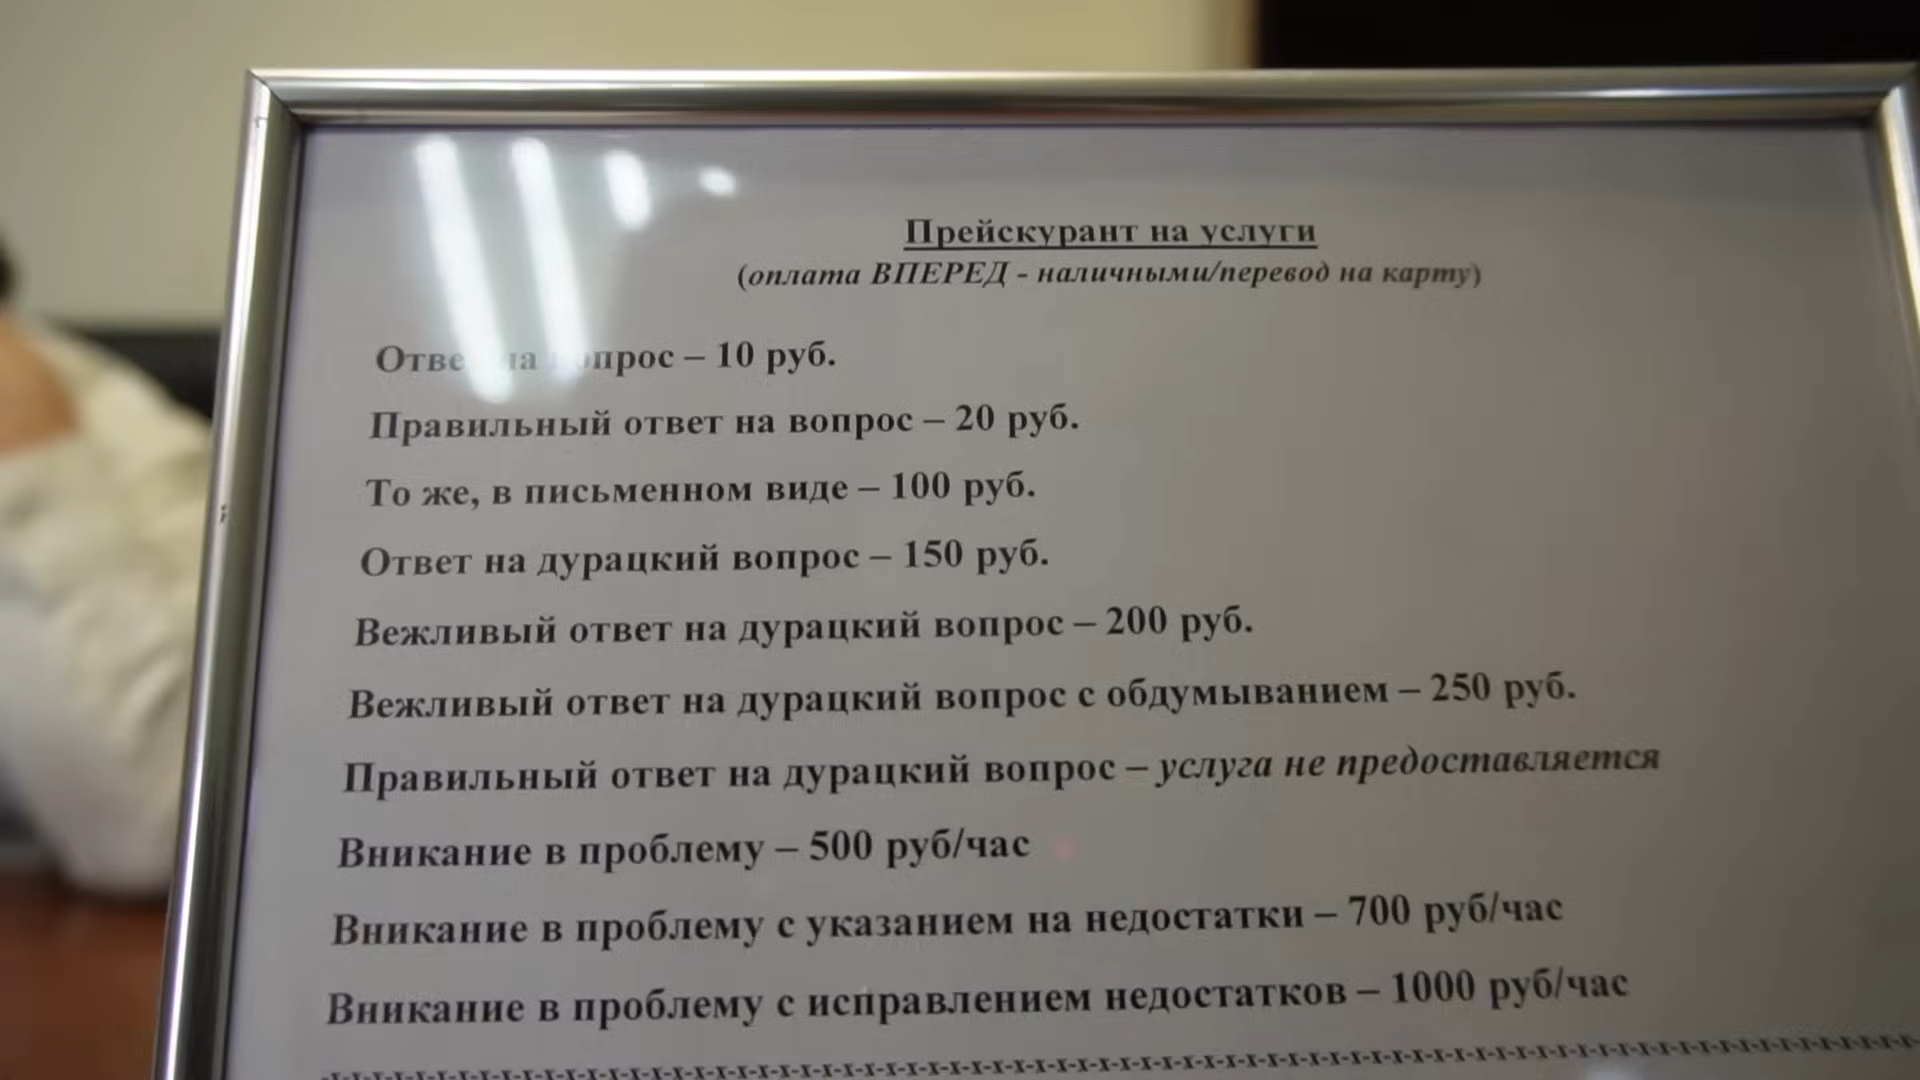 Прейскурант на услуги
(оплата ВПЕРЕД - наличными/перевод на карту)
Ответ на вопрос – 10 руб.
Правильный ответ на вопрос – 20 руб.
То же, в письменном виде – 100 руб.
Ответ на дурацкий вопрос – 150 руб.
Вежливый ответ на дурацкий вопрос – 200 руб.
Вежливый ответ на дурацкий вопрос с обдумыванием – 250 руб.
Правильный ответ на дурацкий вопрос – услуга не предоставляется
Вникание в проблему – 500 руб/час
Вникание в проблему с указанием на недостатки – 700 руб/час
Вникание в проблему с исправлением недостатков – 1000 руб/час